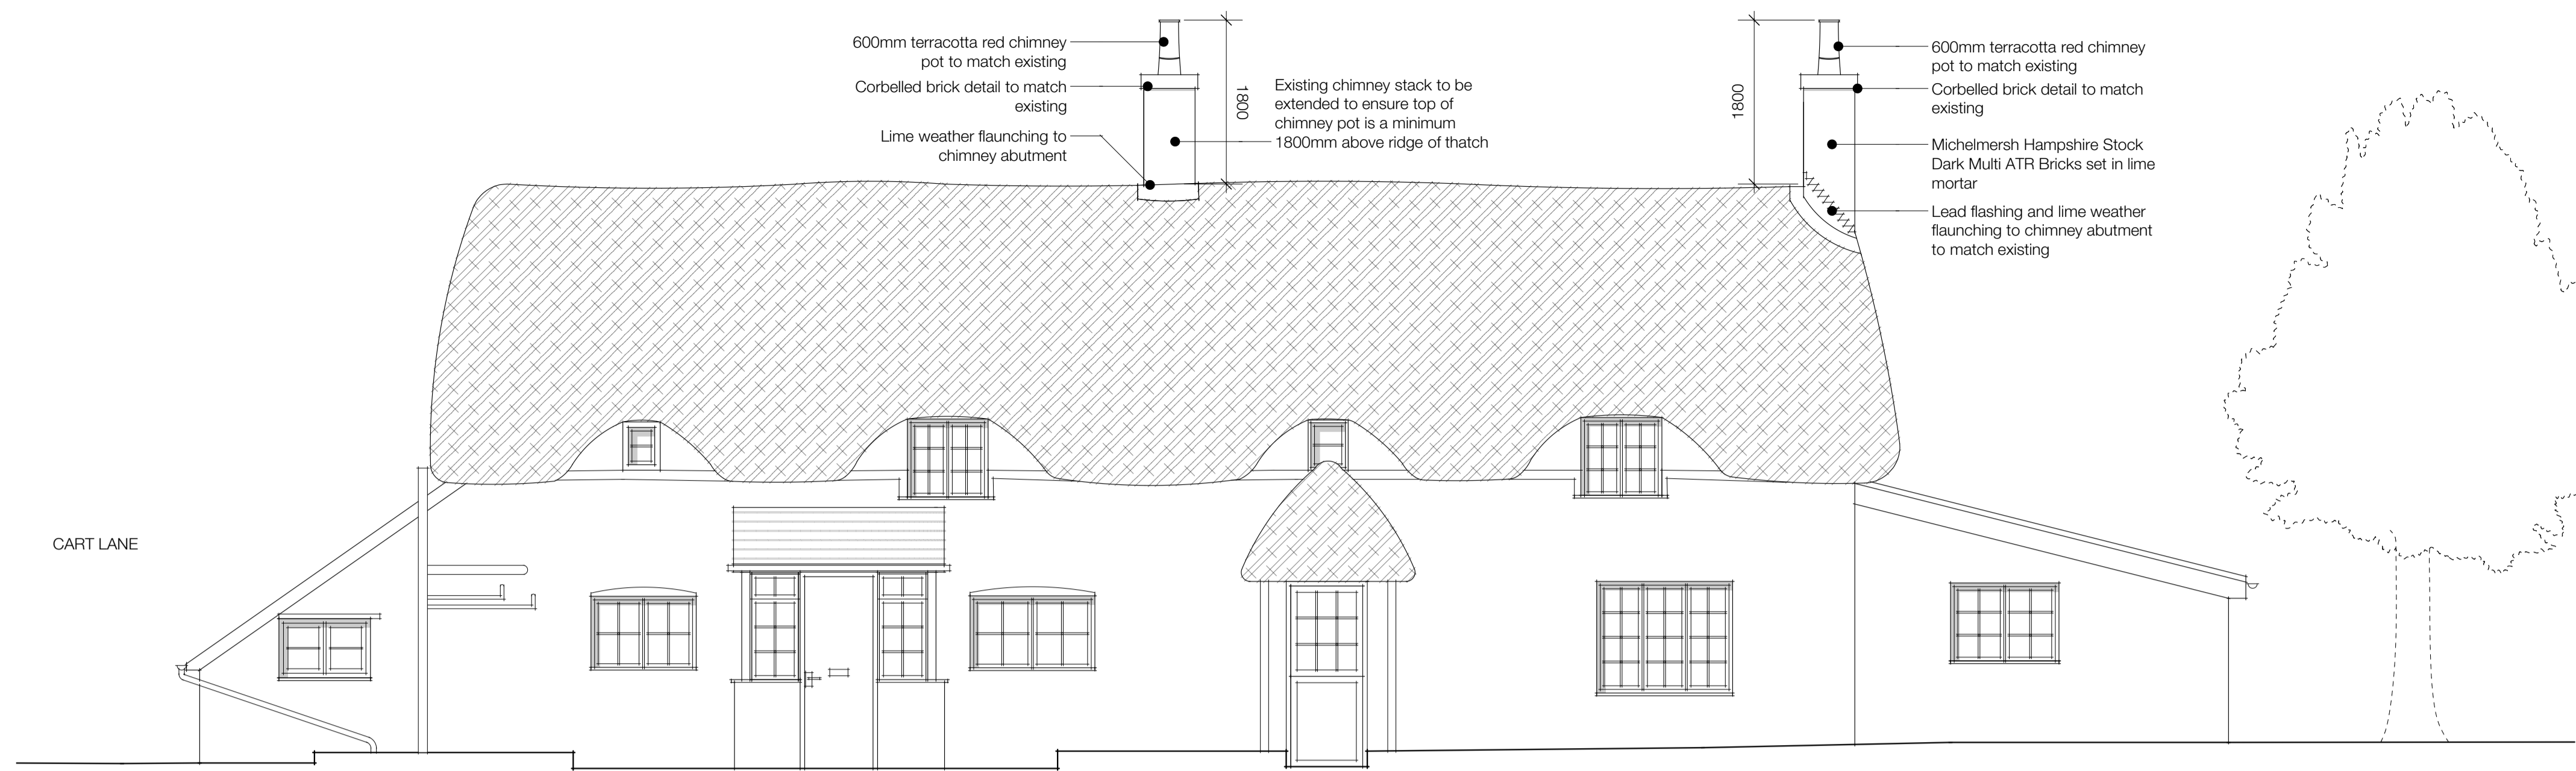 600mm terracotta red chimney
pot to match existing
Corbelled brick detail to match
existing
Lime weather flaunching to
chimney abutment
1800
Existing chimney stack to be
extended to ensure top of
chimney pot is a minimum
1800mm above ridge of thatch
1800
600mm terracotta red chimney
pot to match existing
Corbelled brick detail to match
existing
Michelmersh Hampshire Stock
Dark Multi ATR Bricks set in lime
mortar
Lead flashing and lime weather
flaunching to chimney abutment
to match existing
CART LANE